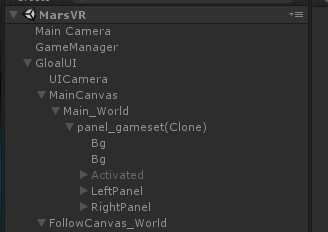 MarsVR
Main Camera
GameManager
GloalUI
UICamera
MainCanvas
Main_World
panel_gameset(Clone)
Bg
Bg
Activated
LeftPanel
RightPanel
FollowCanvas_World